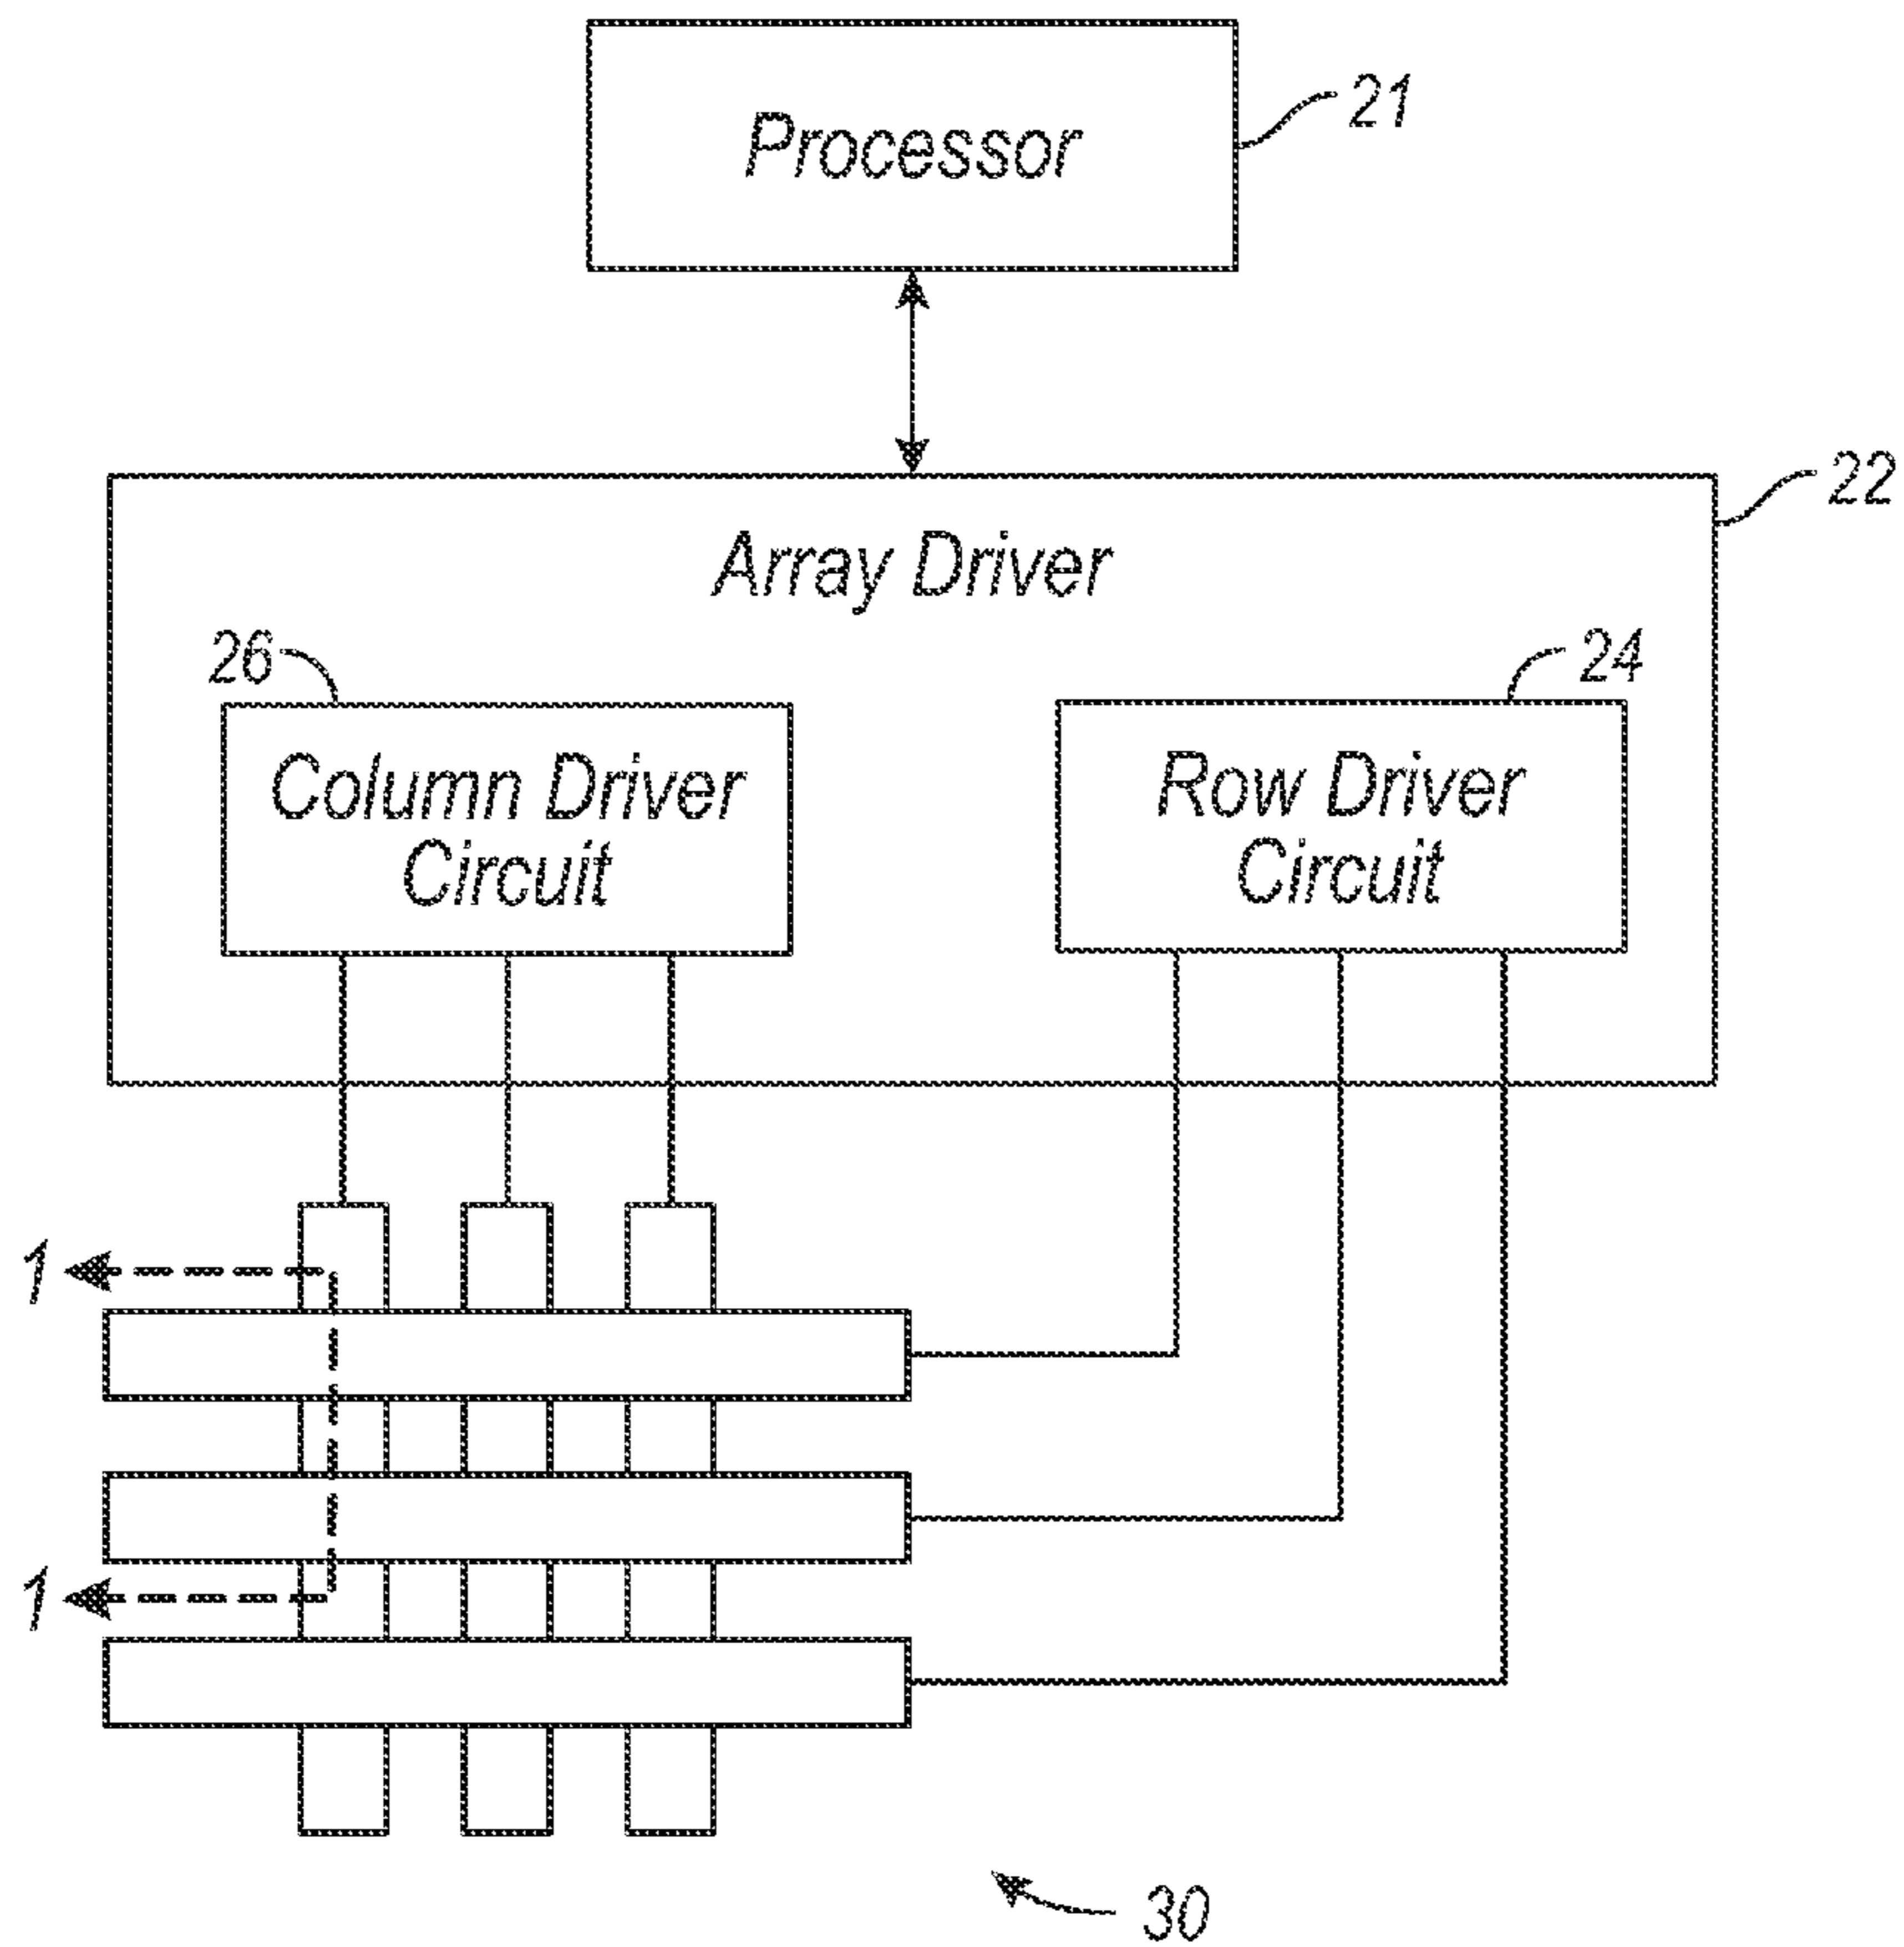 Processor
21
22
Array Driver
26
24
Column Driver
Circuit
Row Driver
Circuit
1
1
30